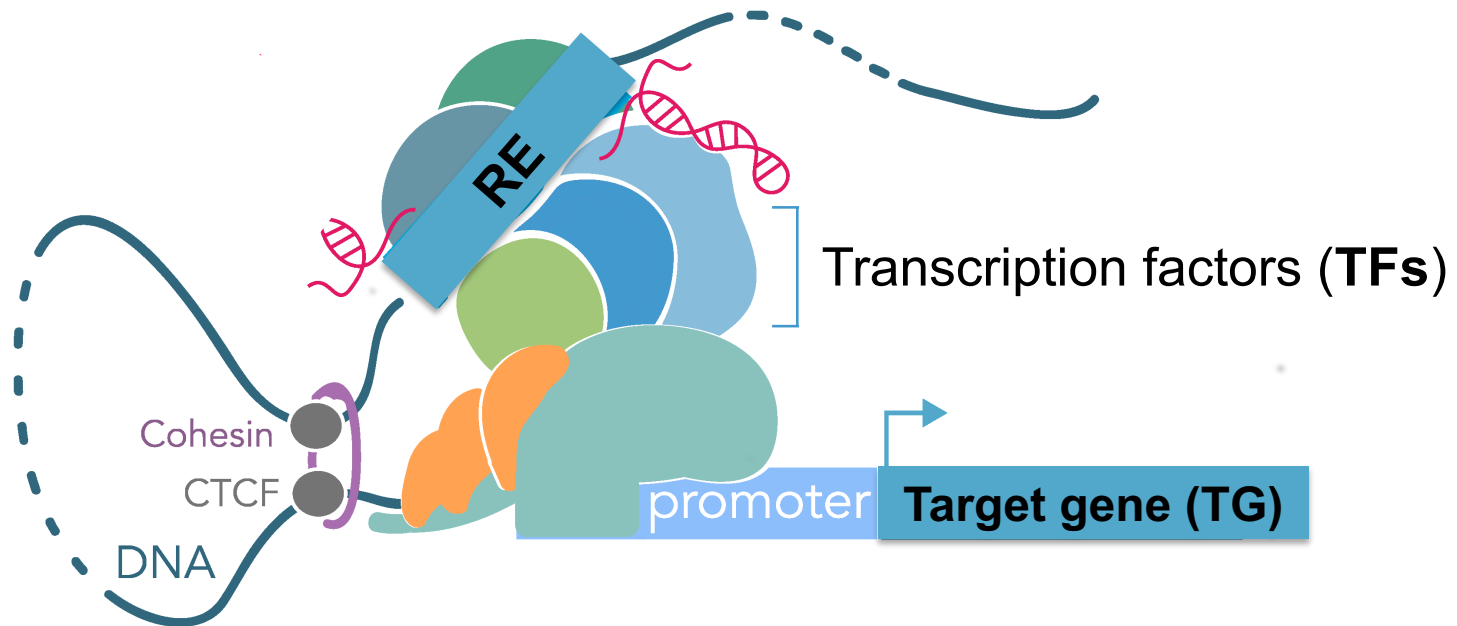 RE
Transcription factors (TFs)
Cohesin
CTCF
promoter
Target gene (TG)
DNA